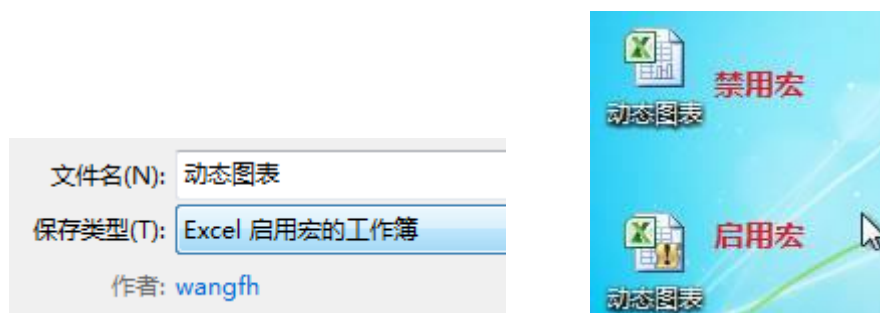 文件名(N): 动态图表
保存类型(T): Excel 启用宏的工作簿
作者: wangfh
禁用宏
动态图表
启用宏
动态图表